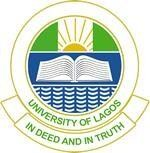 UNIVERSITY OF LAGOS
IN DEED AND IN TRUTH